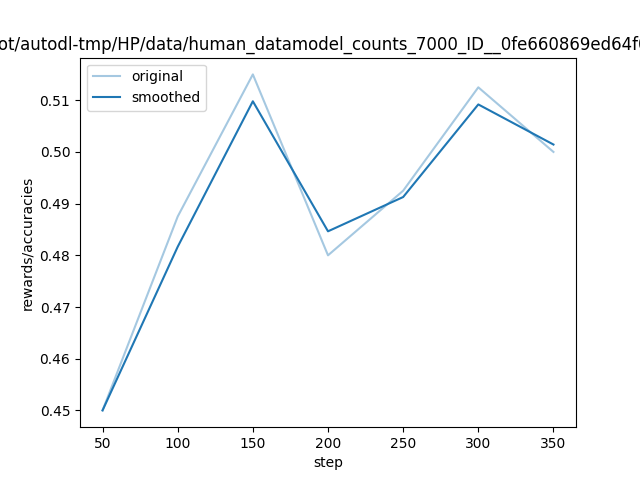 ot/autodl-tmp/HP/data/human_datamodel_counts_7000_ID__0fe660869ed64f
original
smoothed
0.51
0.50
0.49
0.48
0.47
0.46
0.45
rewards/accuracies
50 100 150 200 250 300 350
step